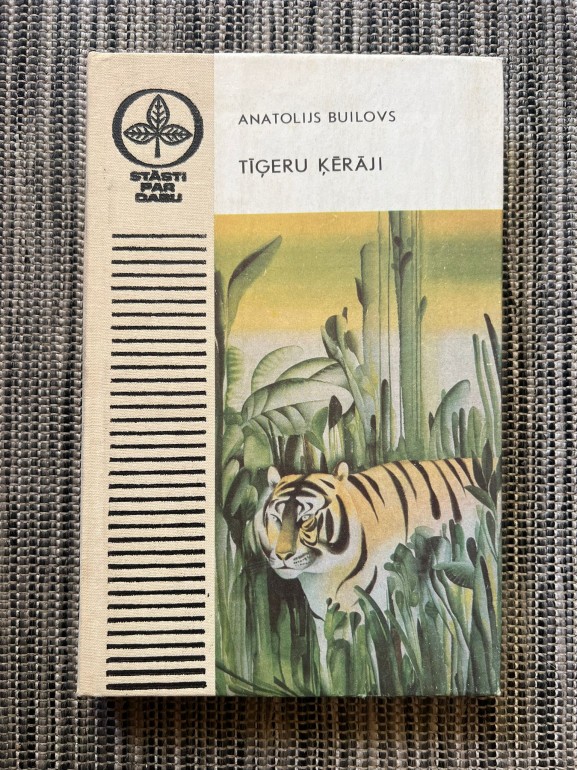 STĀSTI
PAR
DABU
ANATOLIJS BUILOVS
TĪĢERU ĶĒRĀJI